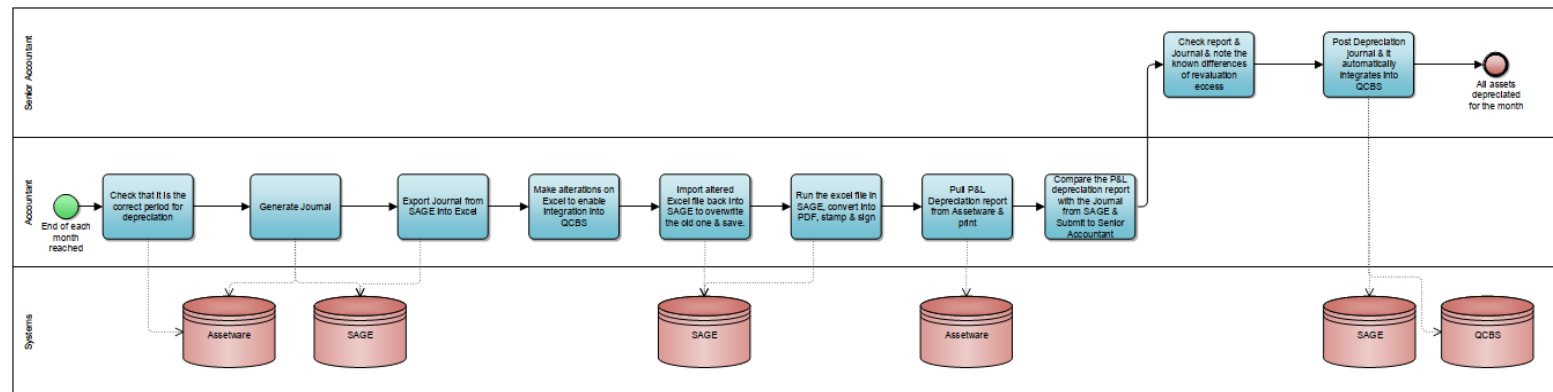 Senior Accountant
Check report &
Journal & note the
known differences
of revaluation
eccess
Post Depreciation
journal & it
automatically
integrates into
QCBS
All assets
depreciated
for the month
Accountant
End of each
month
reached
Check that it is the
correct period for
depreciation
Generate Journal
Export Journal from
SAGE into Excel
Make alterations on
Excel to enable
integration into
QCBS
Import altered
Excel file back into
SAGE to overwrite
the old one & save.
Run the excel file in
SAGE, convert into
PDF, stamp & sign
Pull P&L
Depreciation report
from Assetware &
print
Compare the P&L
depreciation report
with the Journal
from SAGE &
Submit to Senior
Accountant
Systems
Assetware
SAGE
SAGE
Assetware
SAGE
QCBS